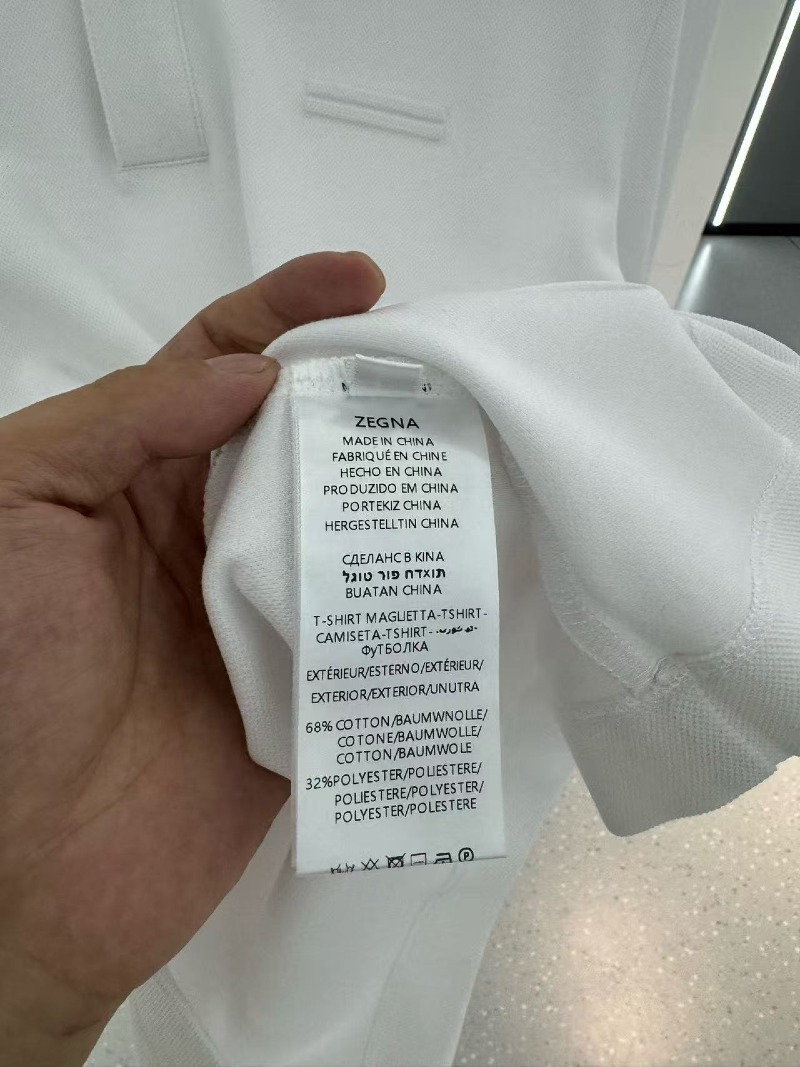 ZEGNA
MADE IN CHINA
FABRIQUÉ EN CHINE
HECHO EN CHINA
PRODUZIDO EM CHINA
PORTEKIZ CHINA
HERGESTELLTIN CHINA
СДЕЛАНС В KINA
תוצדח פור טוגל
BUATAN CHINA
T-SHIRT MAGLIETTA-TSHIRT-
CAMISETA-TSHIRT-
ФуТБОЛКА
EXTÉRIEUR/ESTERNO/EXTÉRIEUR/
EXTERIOR/EXTERIOR/UNUTRA
68% COTTON/BAUMWNOLLE/
COTONE/BAUMWOLLE/
COTTON/BAUMWOLE
32%POLYESTER/POLIESTERE/
POLIESTERE/POLYESTER/
POLYESTER/POLESTERE
P